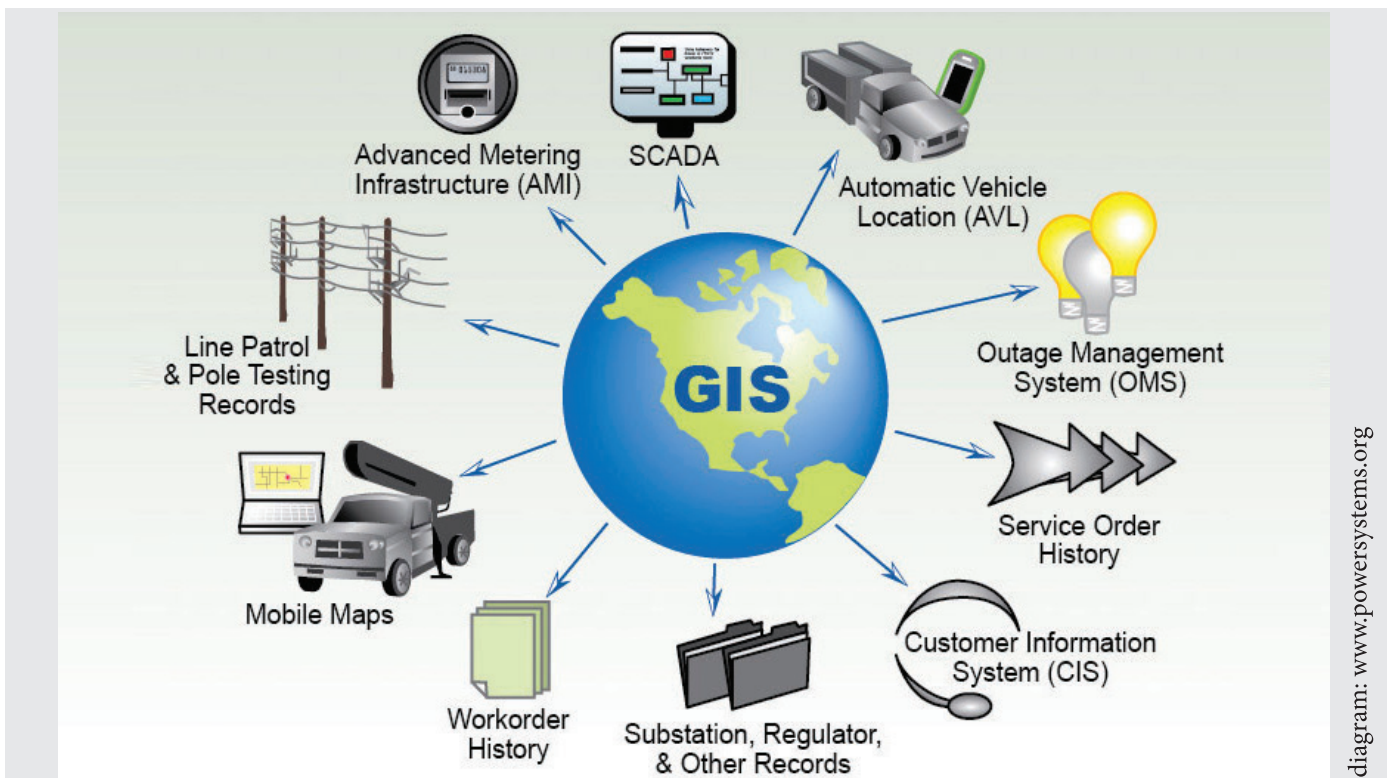 Advanced Metering
Infrastructure (AMI)
SCADA
Automatic Vehicle
Location (AVL)
Line Patrol
& Pole Testing
Records
GIS
Outage Management
System (OMS)
Service Order
History
Mobile Maps
Customer Information
System (CIS)
Workorder
History
Substation, Regulator,
& Other Records
diagram: www.powersystems.org